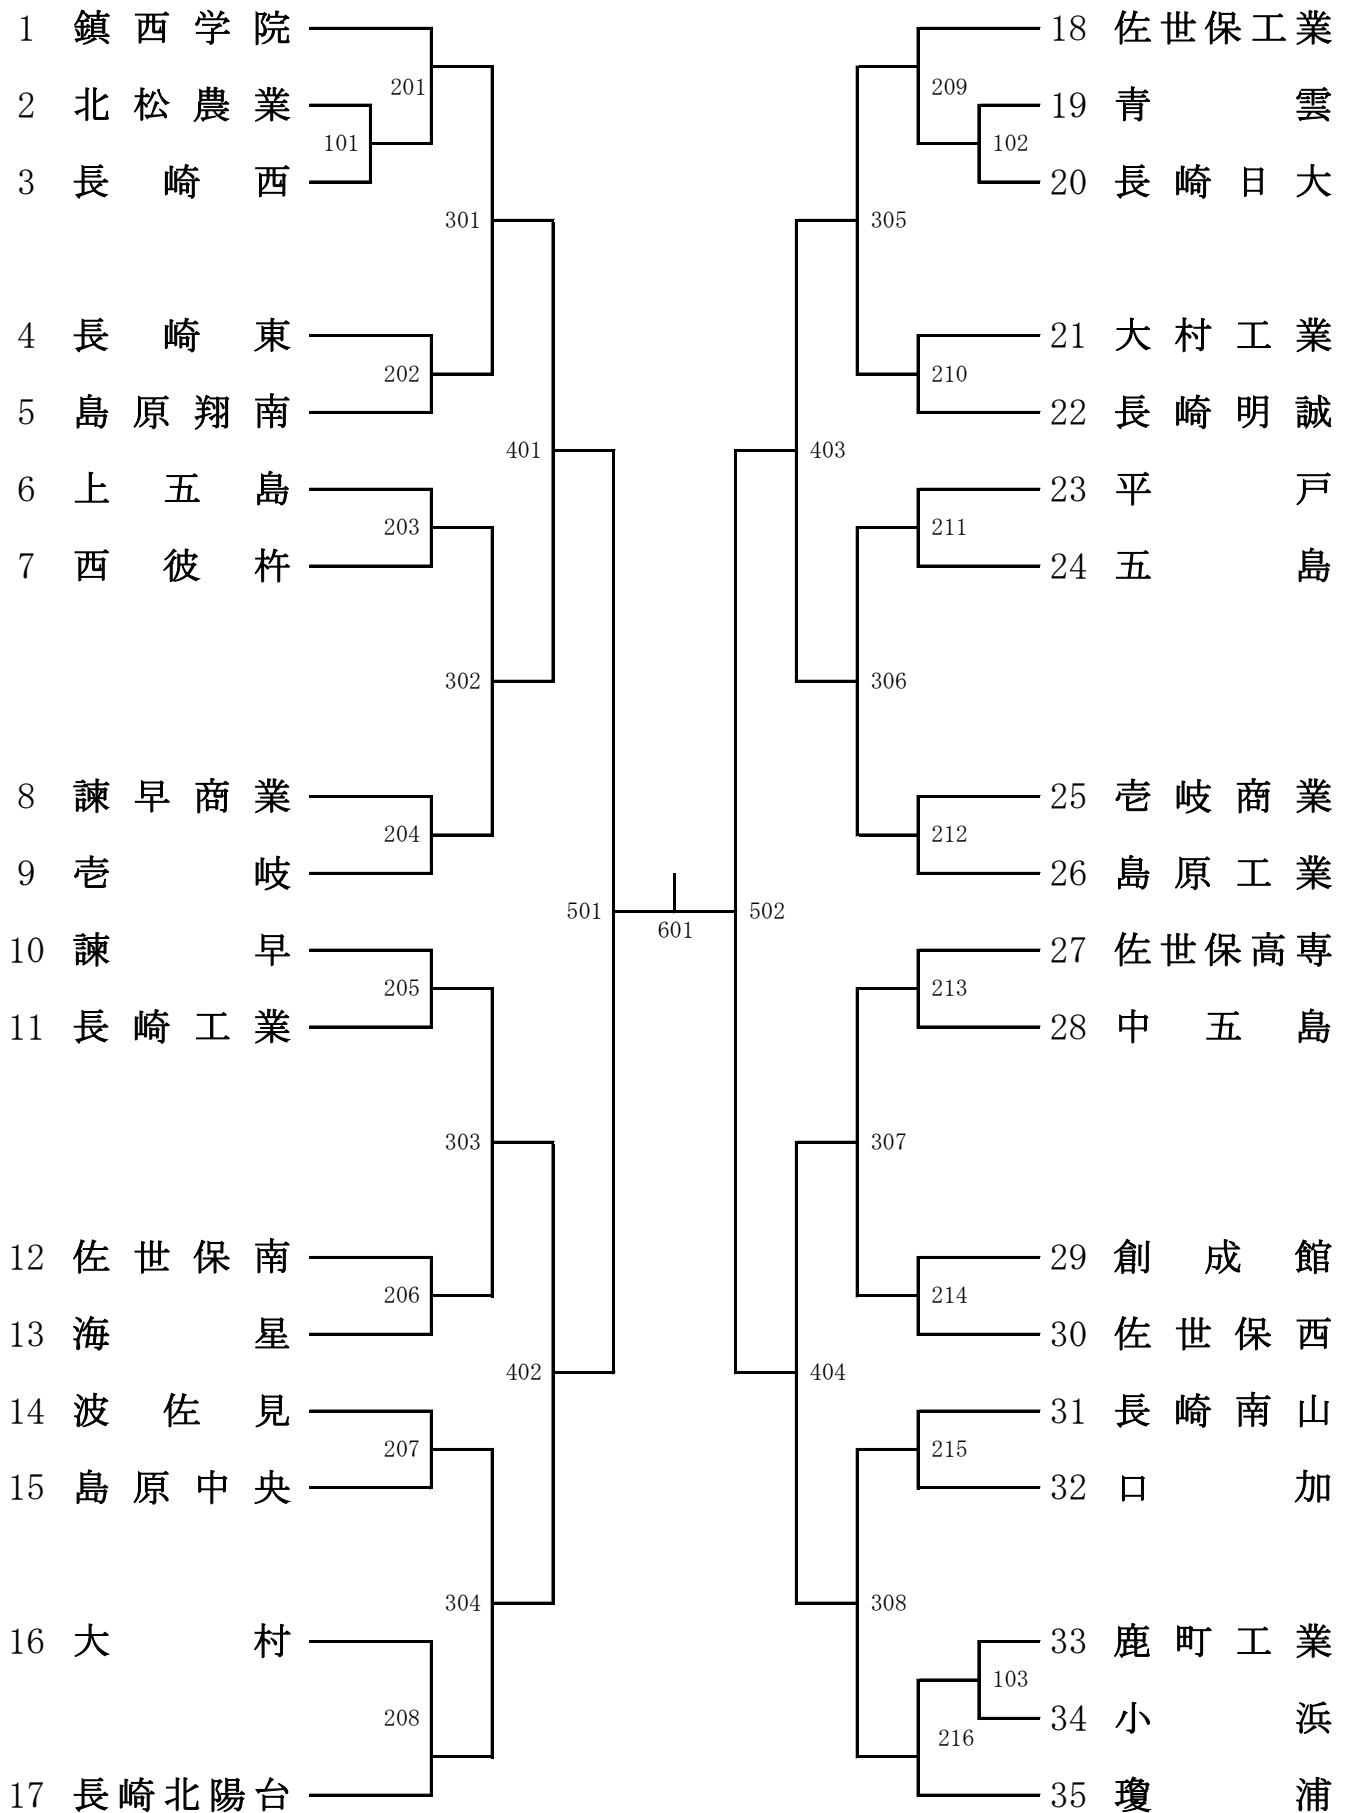 1 鎮西学院
201
2 北松農業
101
3 長崎西
301
4 長崎東
202
5 島原翔南
401
6 上五島
203
7 西彼杵
302
8 諫早商業
204
9 壱岐
501
10 諫早
205
11 長崎工業
303
12 佐世保南
206
13 海星
402
14 波佐見
207
15 島原中央
304
16 大村
208
17 長崎北陽台
601
18 佐世保工業
209
19 青雲
102
20 長崎日大
305
21 大村工業
210
22 長崎明誠
403
23 平戸
211
24 五島
306
25 壱岐商業
212
26 島原工業
502
27 佐世保高専
213
28 中五島
307
29 創成館
214
30 佐世保西
404
31 長崎南山
215
32 口加
308
33 鹿町工業
103
34 小浜
216
35 瓊浦